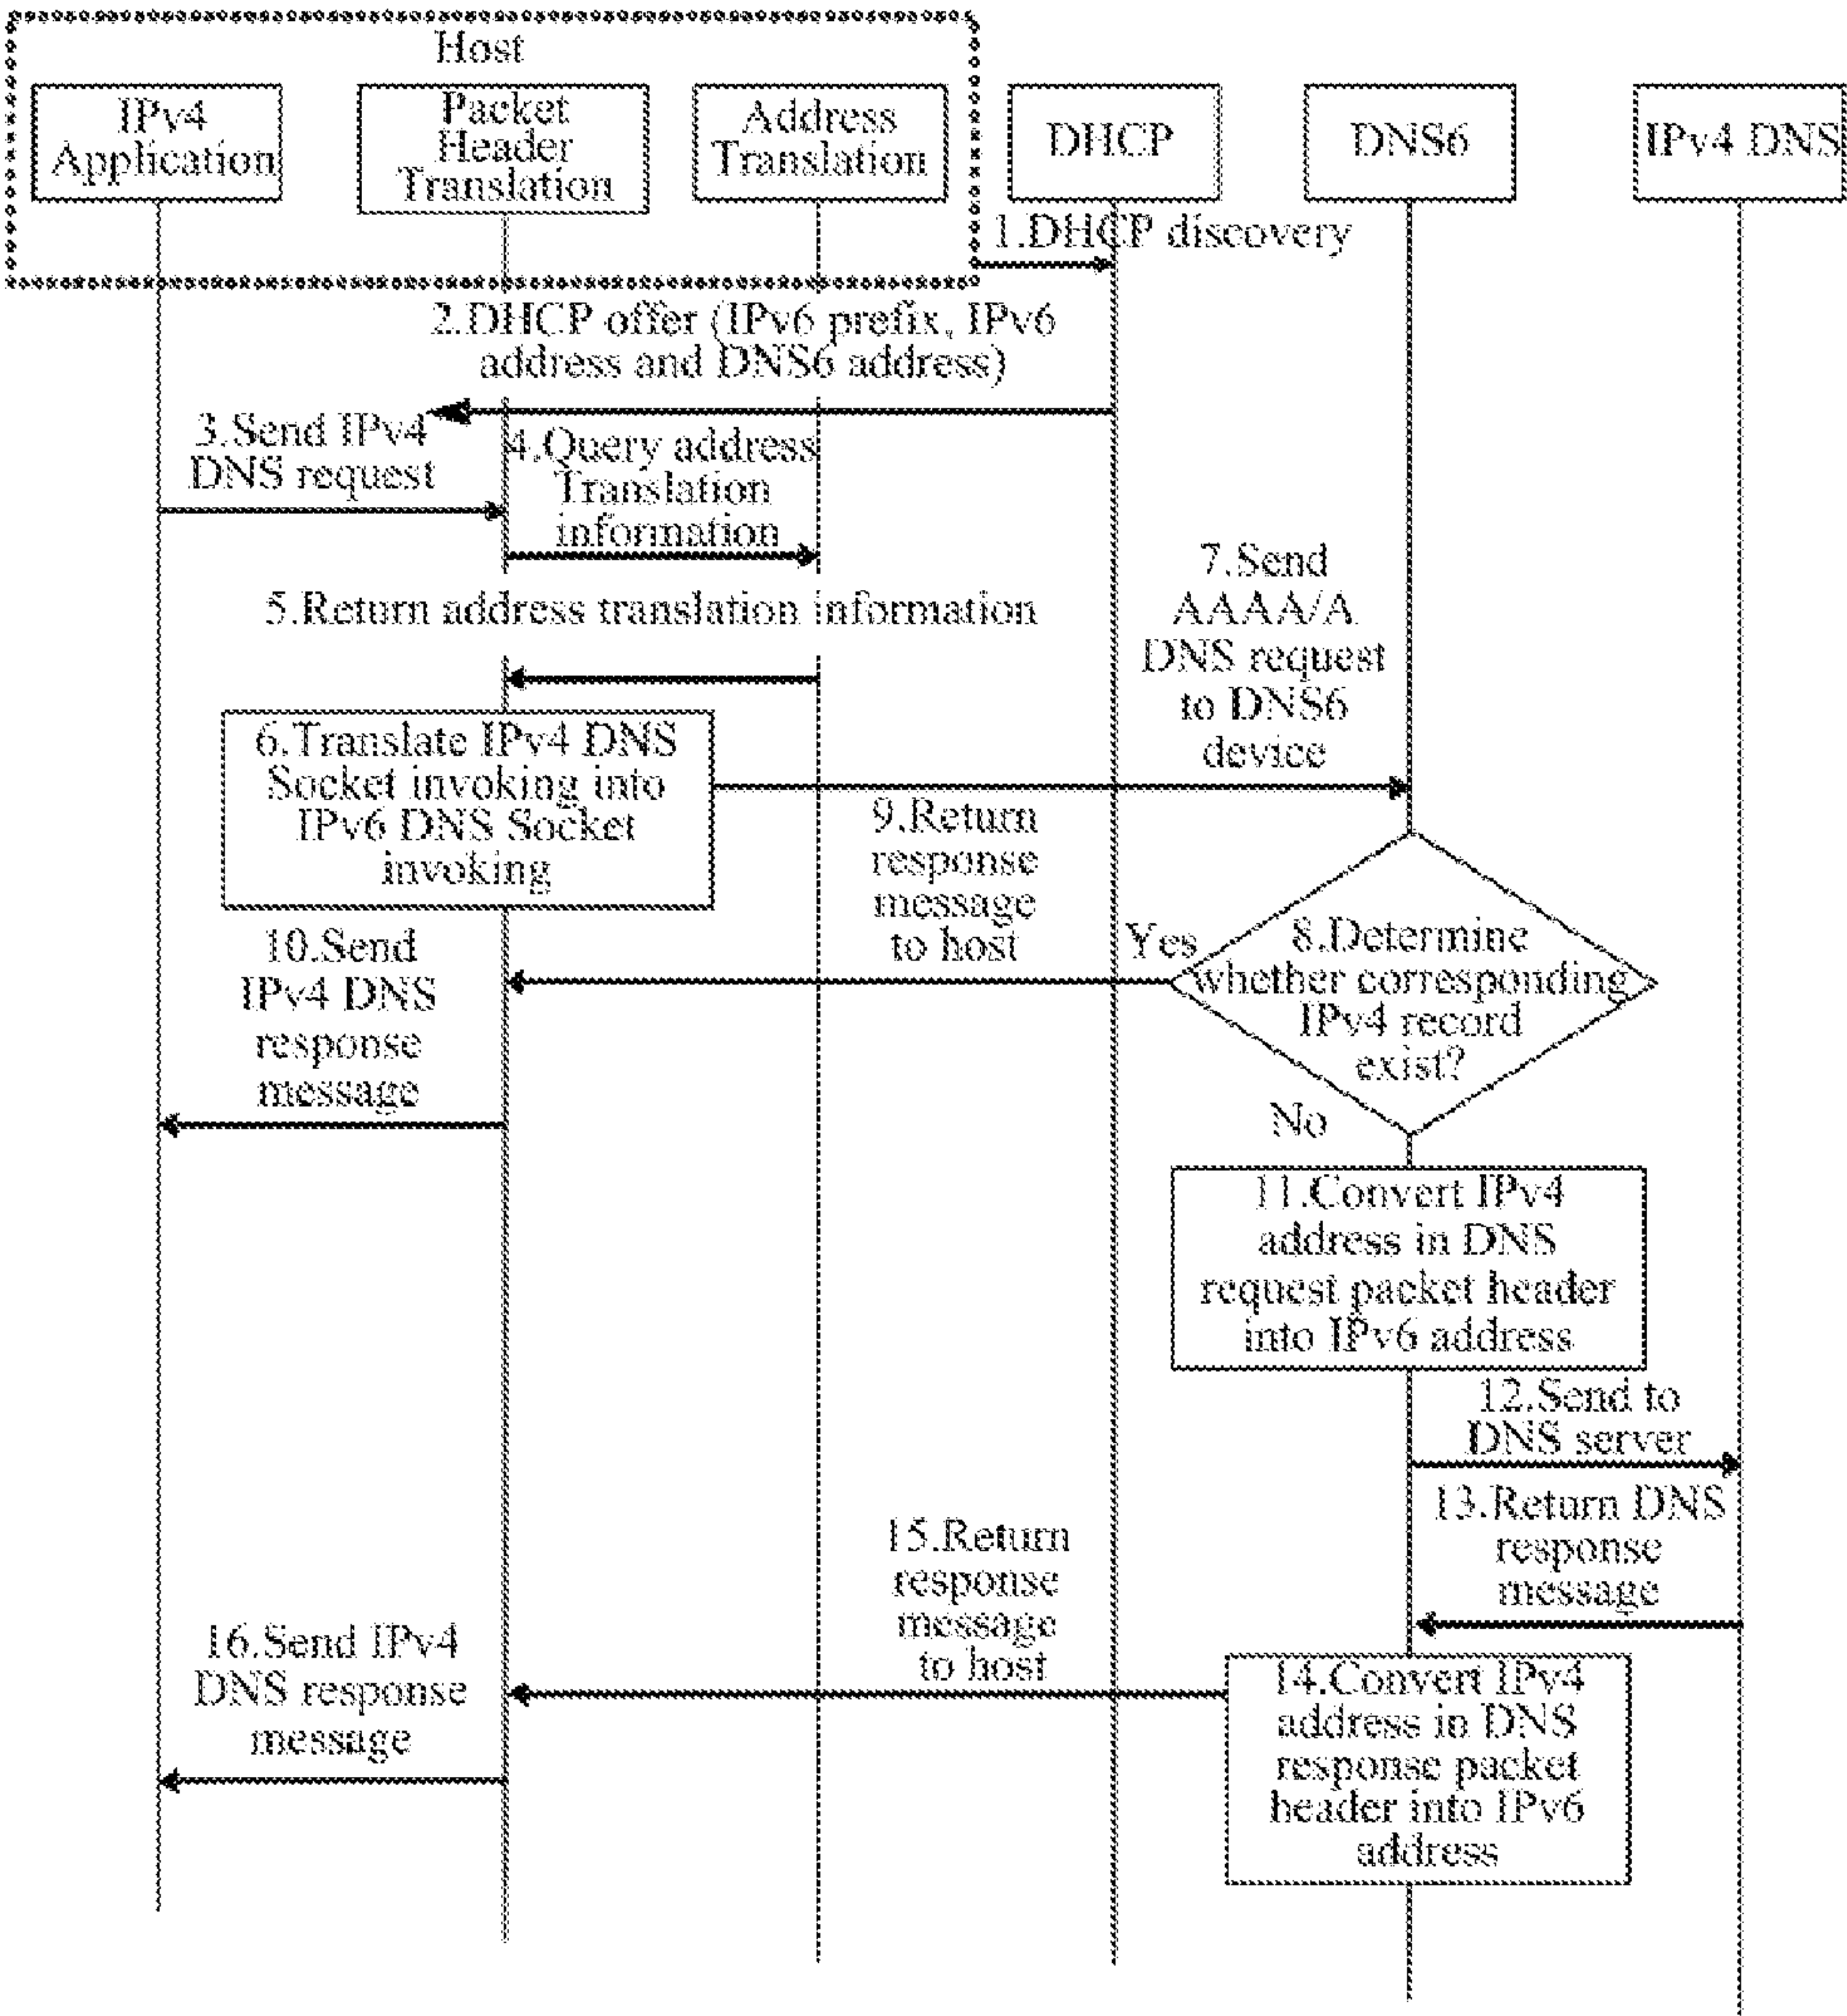 Host
IPv4
Application
Packet
Header
Translation
Address
Translation
DHCP
DNS6
IPv4 DNS
1.DHCP discovery
2.DHCP offer (IPv6 prefix, IPv6
address and DNS6 address)
3.Send IPv4
DNS request
4.Query address
Translation
information
5.Return address translation information
6.Translate IPv4 DNS
Socket invoking into
IPv6 DNS Socket
invoking
7.Send
AAAA/A
DNS request
to DNS6
device
8.Determine
whether corresponding
IPv4 record
exist?
Yes
No
9.Return
response
message
to host
10.Send
IPv4 DNS
response
message
11.Convert IPv4
address in DNS
request packet header
into IPv6 address
12.Send to
DNS server
13.Return DNS
response
message
14.Convert IPv4
address in DNS
response packet
header into IPv6
address
15.Return
response
message
to host
16.Send IPv4
DNS response
message